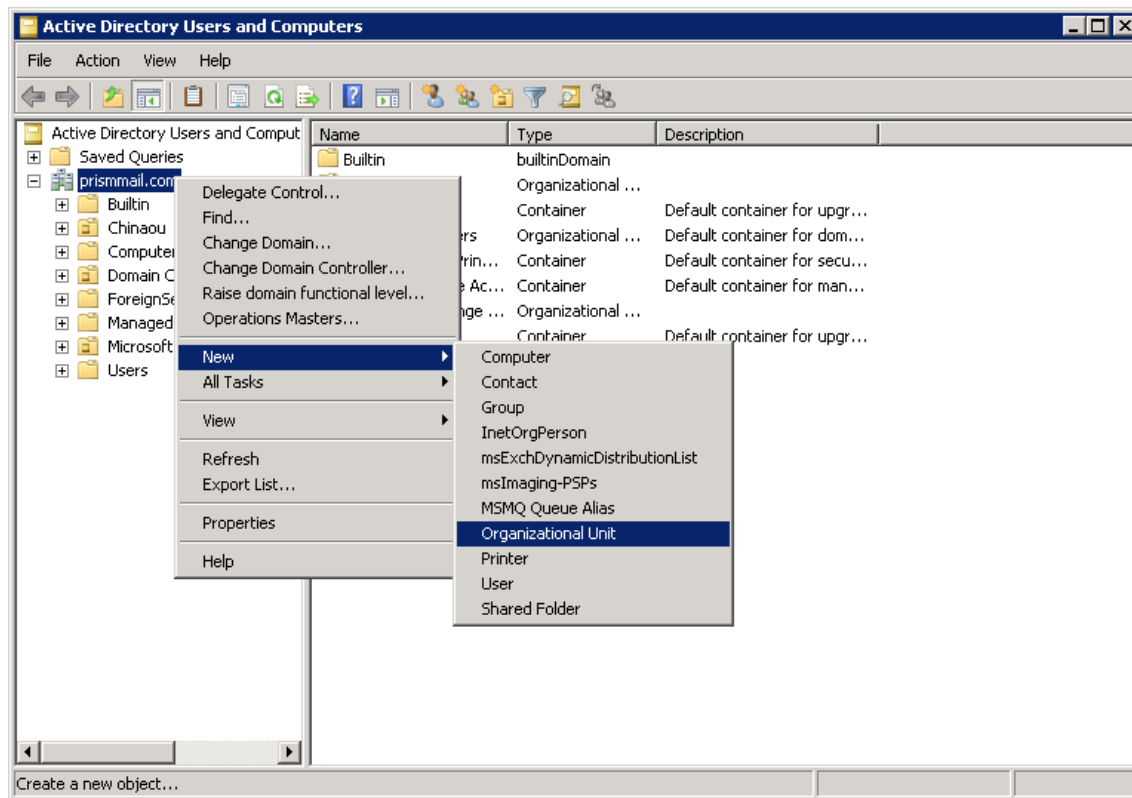 Active Directory Users and Computers
File Action View Help
Active Directory Users and Comput
Saved Queries
prismmail.com
Builtin
Chinaou
Computer
Domain C
ForeignSe
Managed
Microsoft
Users
Name Type Description
Builtin builtinDomain
Organizational ...
Container Default container for upgr...
ers Organizational ... Default container for dom...
Prin... Container Default container for secu...
e Ac... Container Default container for man...
nge ... Organizational ...
Container Default container for upgr...
Delegate Control...
Find...
Change Domain...
Change Domain Controller...
Raise domain functional level...
Operations Masters...
New
All Tasks
View
Refresh
Export List...
Properties
Help
Computer
Contact
Group
InetOrgPerson
msExchDynamicDistributionList
msImaging-PSPs
MSMQ Queue Alias
Organizational Unit
Printer
User
Shared Folder
Create a new object...